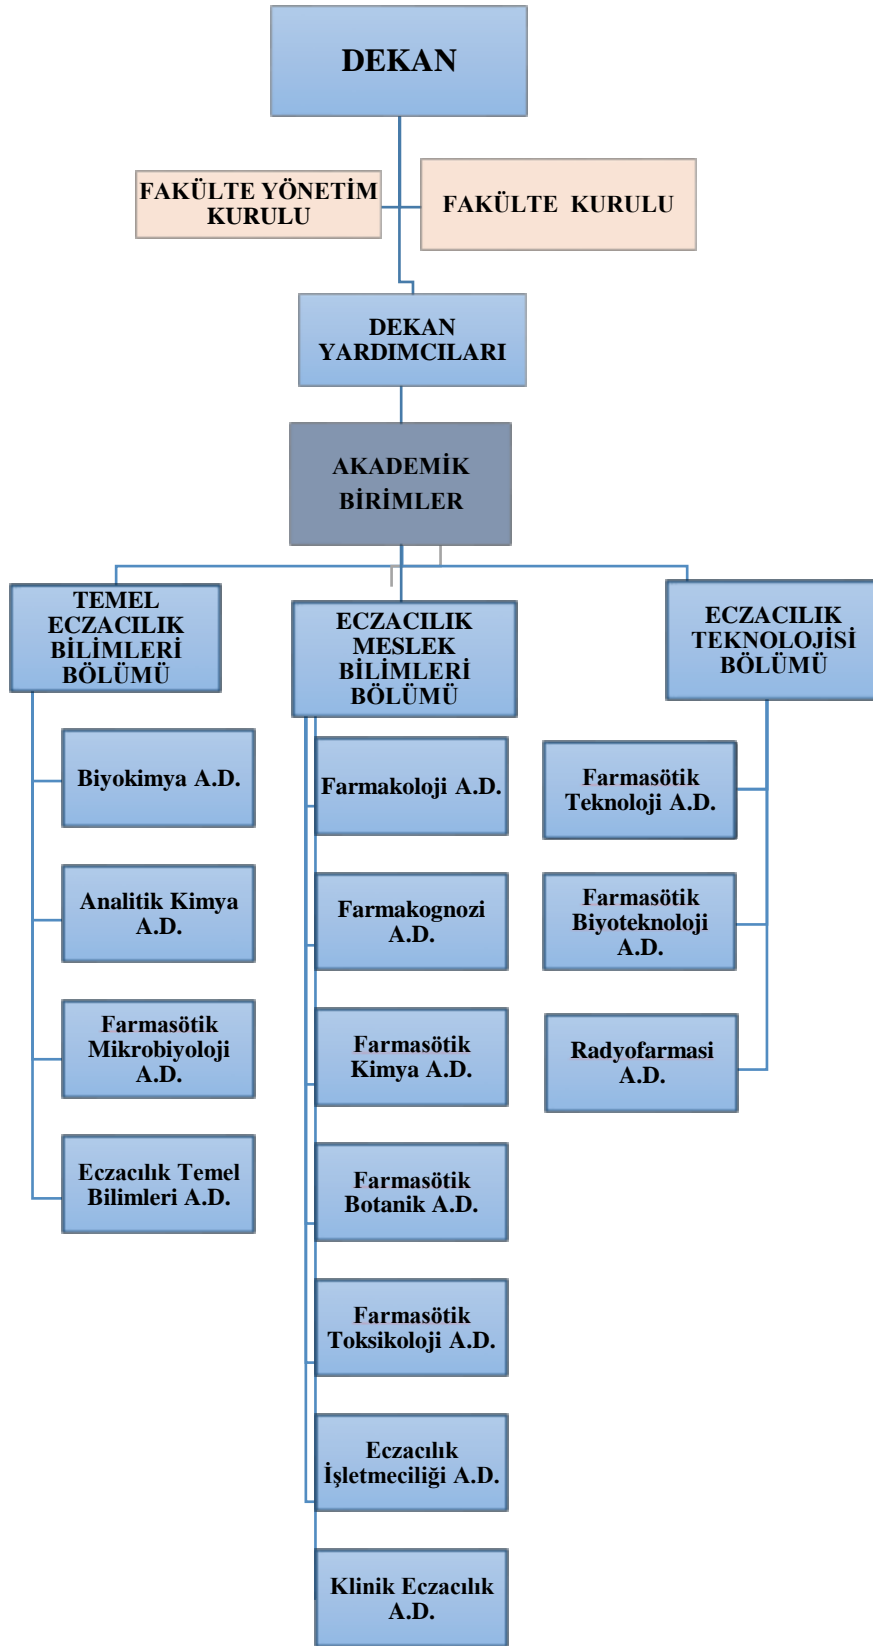 DEKAN
FAKÜLTE YÖNETİM
KURULU
FAKÜLTE KURULU
DEKAN
YARDIMCILARI
AKADEMİK
BİRİMLER
TEMEL
ECZACILIK
BİLİMLERİ
BÖLÜMÜ
Biyokimya A.D.
Analitik Kimya
A.D.
Farmasötik
Mikrobiyoloji
A.D.
Eczacılık Temel
Bilimleri A.D.
ECZACILIK
MESLEK
BİLİMLERİ
BÖLÜMÜ
Farmakoloji A.D.
Farmakognozi
A.D.
Farmasötik
Kimya A.D.
Farmasötik
Botanik A.D.
Farmasötik
Toksikoloji A.D.
Eczacılık
İşletmeciliği A.D.
Klinik Eczacılık
A.D.
ECZACILIK
TEKNOLOJİSİ
BÖLÜMÜ
Farmasötik
Teknoloji A.D.
Farmasötik
Biyoteknoloji
A.D.
Radyofarmasi
A.D.